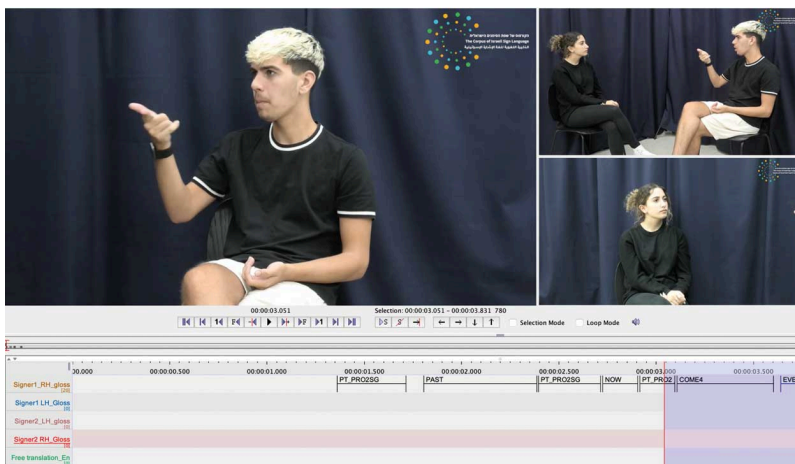 The Corpus of Israeli Sign Language
00:00:03.051
Selection: 00:00:03.051 - 00:00:03.831 780
Selection Mode
Loop Mode
00.000 00:00:00.500 00:00:01.000 00:00:01.500 00:00:02.000 00:00:02.500 00:00:03.000 00:00:03.500
Signer1_RH_gloss
PT_PRO2SG PAST PT_PRO2SG NOW PT_PRO2 COME4 EVE
Signer1 LH_Gloss
Signer2_LH_gloss
Signer2 RH_Gloss
Free translation_En